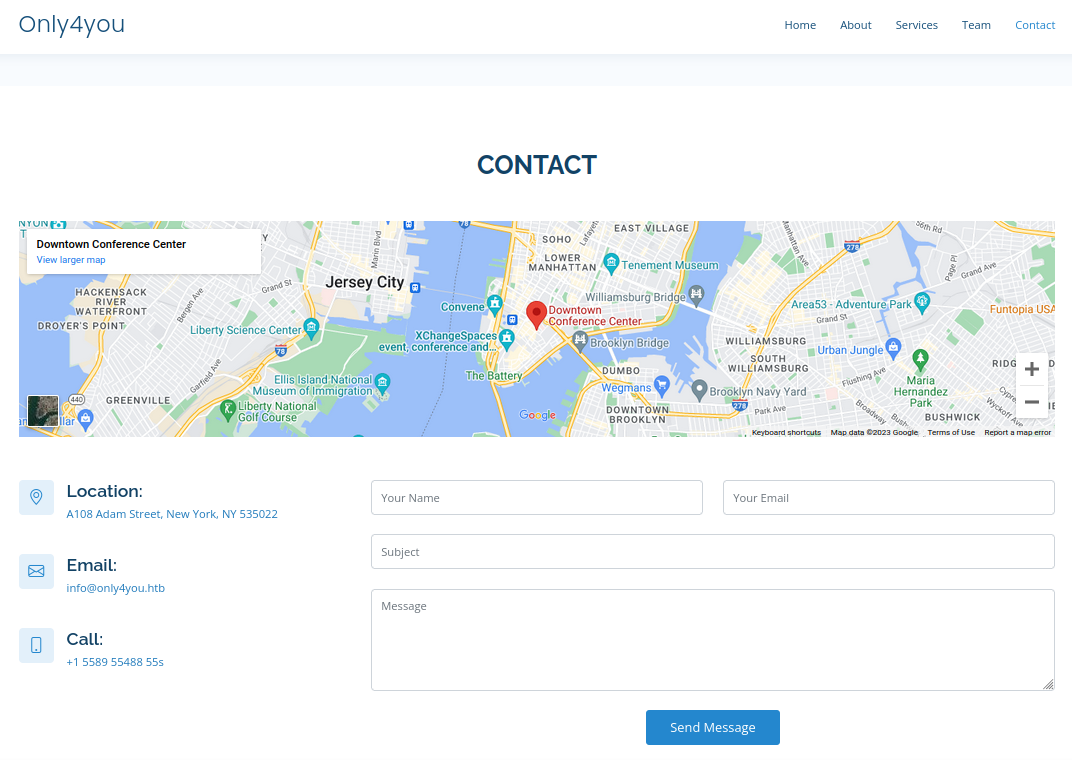 Only4you
Home
About
Services
Team
Contact
CONTACT
Downtown Conference Center
View larger map
Jersey City
Marin Blvd
78
SOHO
Lafaye
EAST VILLAGE
LOWER
MANHATTAN
Tenement Museum
Manhattan Ave
278
56th Rd
Page Pl
Grand Ave
HACKENSACK
RIVER
WATERFRONT
DROYER'S POINT
Bergen Ave
Grand St
Liberty Science Center
78
Garfield Ave
Convene
XChangeSpaces
event, conference and...
Downtown
Conference Center
Williamsburg Bridge
Brooklyn Bridge
Area53 - Adventure Park
Grand St
Funtopia USA
WILLIAMSBURG
SOUTH
WILLIAMSBURG
Urban Jungle
Flushing Ave
Maria
Hernandez
Park
RIDG
Ellis Island National
Museum of Immigration
The Battery
DUMBO
Wegmans
Brooklyn Navy Yard
440
GREENVILLE
Liberty National
Golf Course
Google
DOWNTOWN
BROOKLYN
278
Park Ave
Broadway
BUSHWICK
Wyckoff Ave
Keyboard shortcuts
Map data ©2023 Google
Terms of Use
Report a map error
Location:
A108 Adam Street, New York, NY 535022
Email:
info@only4you.htb
Call:
+1 5589 55488 55s
Your Name
Your Email
Subject
Message
Send Message